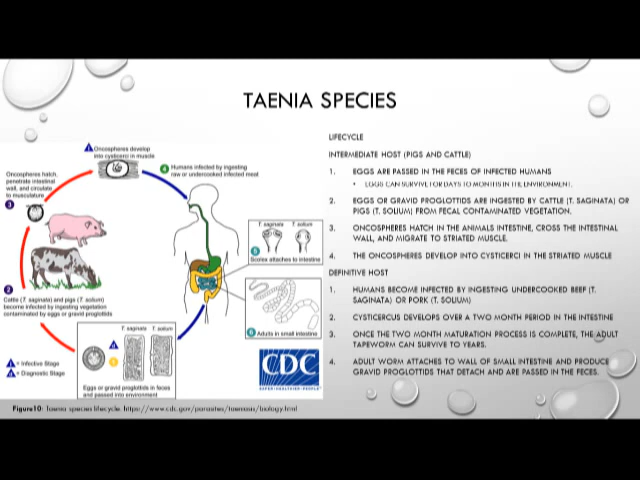 TAENIA SPECIES
Oncospheres develop
into cysticerci in muscle
4 Humans infected by ingesting
raw or undercooked infected meat
Oncospheres hatch,
penetrate intestinal
wall, and circulate
to musculature
3
2
Cattle (T. saginata) and pigs (T. solium)
become infected by ingesting vegetation
contaminated by eggs or gravid proglottids
T. saginata T. solium
5
Scolex attaches to intestine
6 Adults in small intestine
T. saginata T. solium
1
Eggs or gravid proglottids in feces
and passed into environment
= Infective Stage
= Diagnostic Stage
CDC
SAFER·HEALTHIER·PEOPLE
Figure10: Taenia species lifecycle. https://www.cdc.gov/parasites/taeniasis/biology.html
LIFECYCLE
INTERMEDIATE HOST (PIGS AND CATTLE)
1. EGGS ARE PASSED IN THE FECES OF INFECTED HUMANS
• EGGS CAN SURVIVE FOR DAYS TO MONTHS IN THE ENVIRONMENT.
2. EGGS OR GRAVID PROGLOTTIDS ARE INGESTED BY CATTLE (T. SAGINATA) OR
PIGS (T. SOLIUM) FROM FECAL CONTAMINATED VEGETATION.
3. ONCOSPHERES HATCH IN THE ANIMALS INTESTINE, CROSS THE INTESTINAL
WALL, AND MIGRATE TO STRIATED MUSCLE.
4. THE ONCOSPHERES DEVELOP INTO CYSTICERCI IN THE STRIATED MUSCLE
DEFINITIVE HOST
1. HUMANS BECOME INFECTED BY INGESTING UNDERCOOKED BEEF (T.
SAGINATA) OR PORK (T. SOLIUM)
2. CYSTICERCUS DEVELOPS OVER A TWO MONTH PERIOD IN THE INTESTINE
3. ONCE THE TWO MONTH MATURATION PROCESS IS COMPLETE, THE ADULT
TAPEWORM CAN SURVIVE TO YEARS.
4. ADULT WORM ATTACHES TO WALL OF SMALL INTESTINE AND PRODUCE
GRAVID PROGLOTTIDS THAT DETACH AND ARE PASSED IN THE FECES.